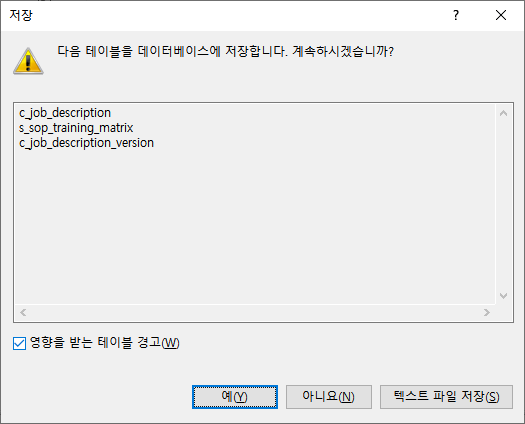 저장
?
다음 테이블을 데이터베이스에 저장합니다. 계속하시겠습니까?
c_job_description
s_sop_training_matrix
c_job_description_version
영향을 받는 테이블 경고(W)
예(Y)
아니요(N)
텍스트 파일 저장(S)